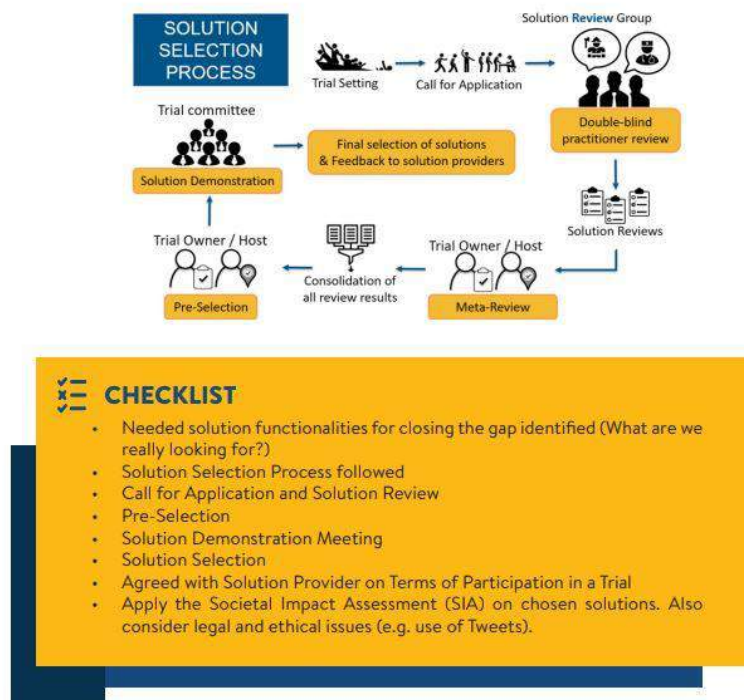 SOLUTION
SELECTION
PROCESS
Solution Review Group
Trial Setting
Call for Application
Double-blind
practitioner review
Solution Reviews
Trial Owner / Host
Meta-Review
Consolidation of
all review results
Trial Owner / Host
Pre-Selection
Trial committee
Solution Demonstration
Final selection of solutions
& Feedback to solution providers
CHECKLIST
• Needed solution functionalities for closing the gap identified (What are we
really looking for?)
• Solution Selection Process followed
• Call for Application and Solution Review
• Pre-Selection
• Solution Demonstration Meeting
• Solution Selection
• Agreed with Solution Provider on Terms of Participation in a Trial
• Apply the Societal Impact Assessment (SIA) on chosen solutions. Also
consider legal and ethical issues (e.g. use of Tweets).